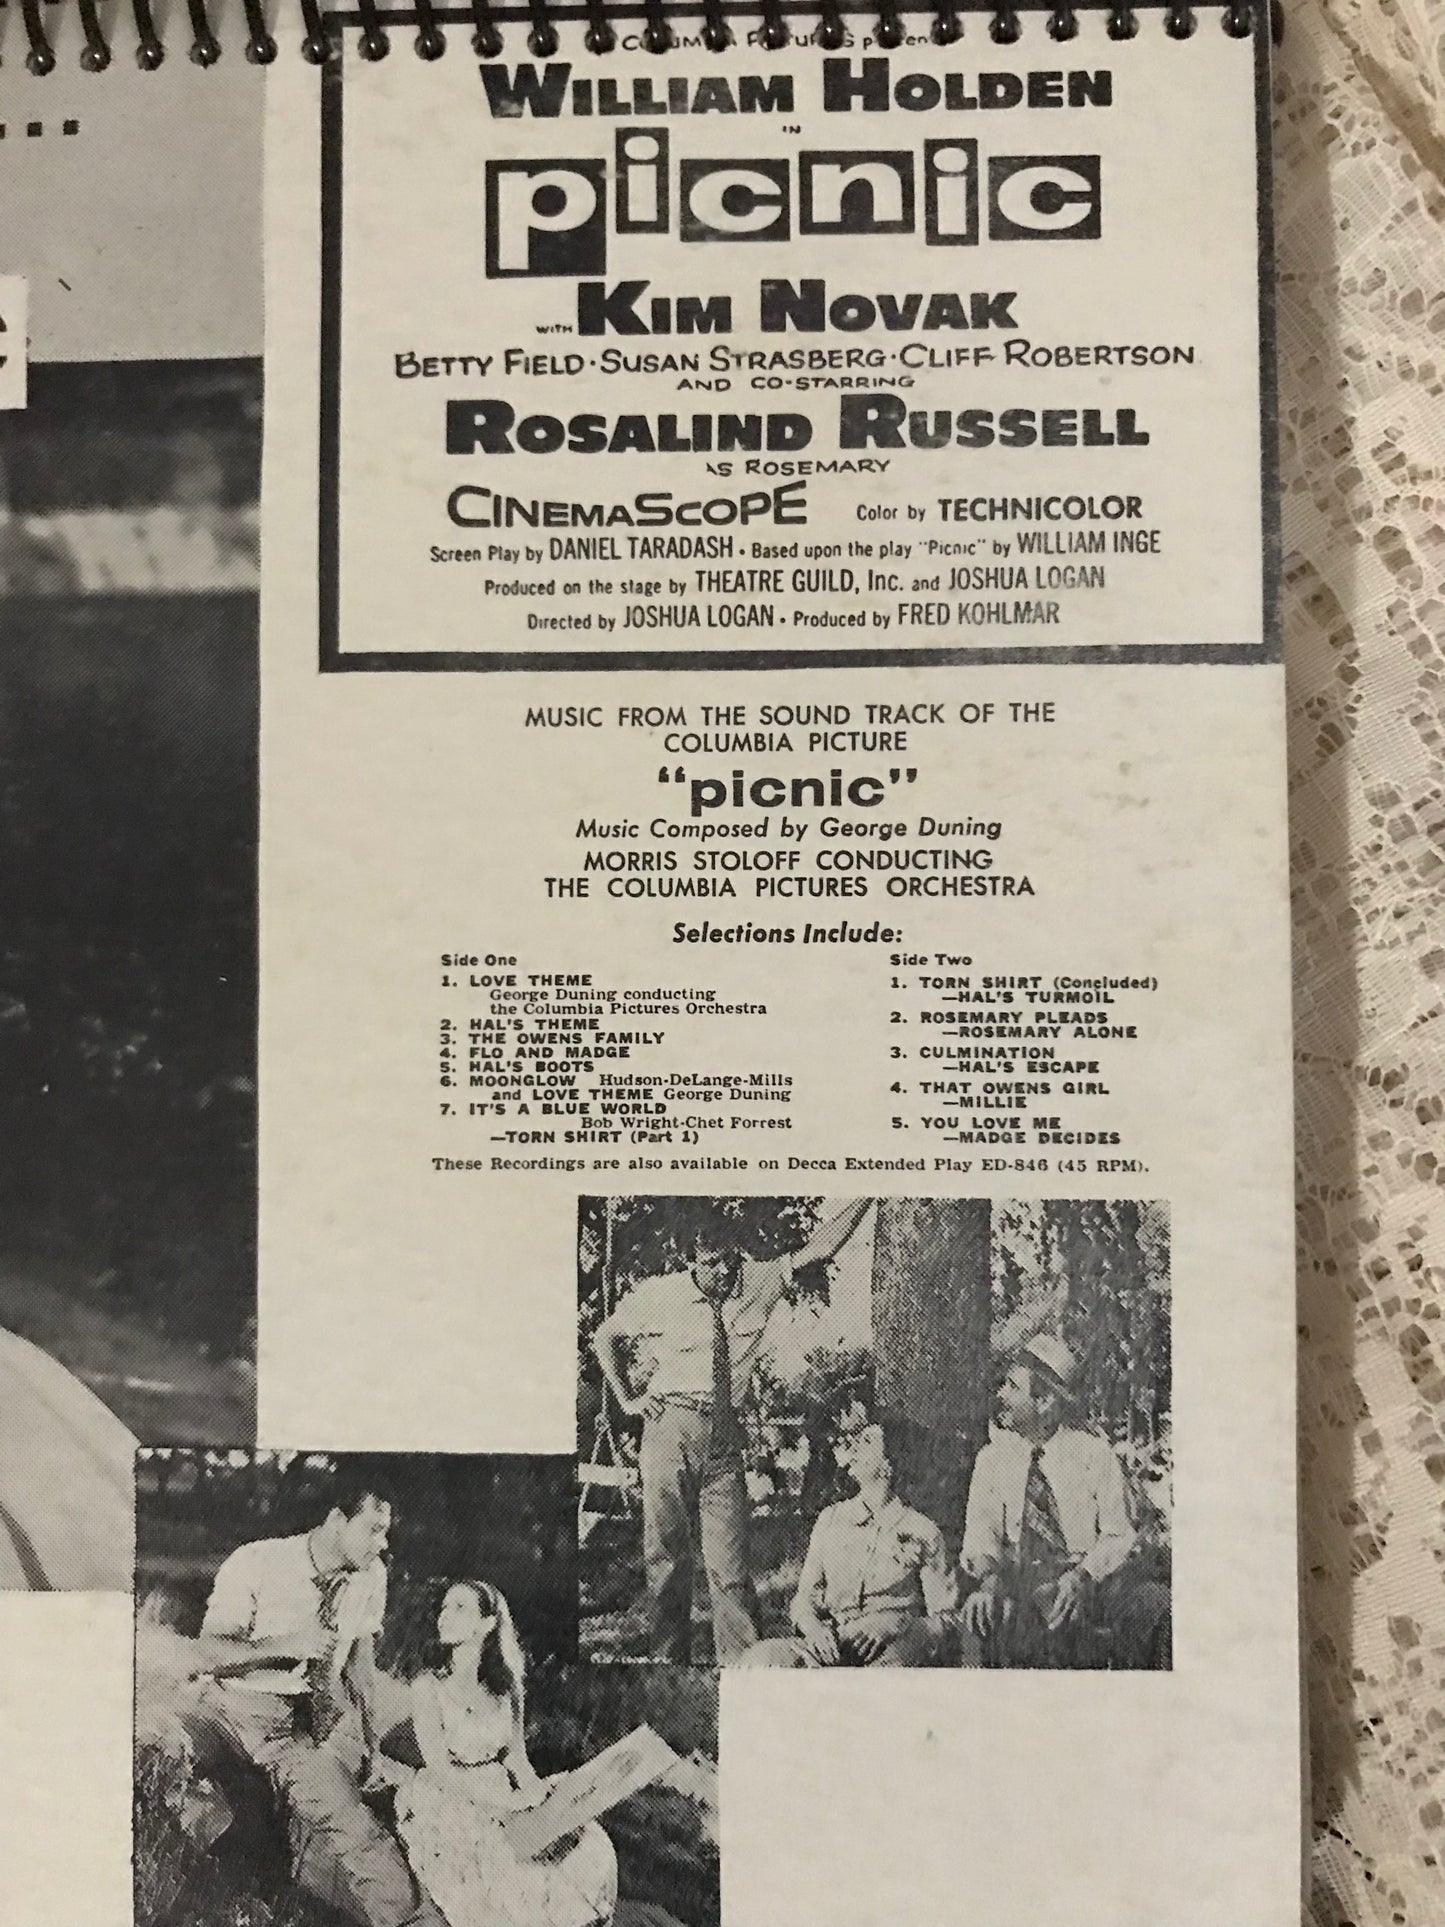 COLUMBIA PICTURES presents
WILLIAM HOLDEN
IN
picnic
WITH KIM NOVAK
BETTY FIELD · SUSAN STRASBERG · CLIFF ROBERTSON
AND CO-STARRING
ROSALIND RUSSELL
AS ROSEMARY
CINEMASCOPE Color by TECHNICOLOR
Screen Play by DANIEL TARADASH • Based upon the play "Picnic" by WILLIAM INGE
Produced on the stage by THEATRE GUILD, Inc. and JOSHUA LOGAN
Directed by JOSHUA LOGAN • Produced by FRED KOHLMAR
MUSIC FROM THE SOUND TRACK OF THE
COLUMBIA PICTURE
"picnic"
Music Composed by George Duning
MORRIS STOLOFF CONDUCTING
THE COLUMBIA PICTURES ORCHESTRA
Selections Include:
Side One
1. LOVE THEME
George Duning conducting
the Columbia Pictures Orchestra
2. HAL'S THEME
3. THE OWENS FAMILY
4. FLO AND MADGE
5. HAL'S BOOTS
6. MOONGLOW Hudson-DeLange-Mills
and LOVE THEME George Duning
7. IT'S A BLUE WORLD
Bob Wright-Chet Forrest
—TORN SHIRT (Part 1)
Side Two
1. TORN SHIRT (Concluded)
—HAL'S TURMOIL
2. ROSEMARY PLEADS
—ROSEMARY ALONE
3. CULMINATION
—HAL'S ESCAPE
4. THAT OWENS GIRL
—MILLIE
5. YOU LOVE ME
—MADGE DECIDES
These Recordings are also available on Decca Extended Play ED-846 (45 RPM).